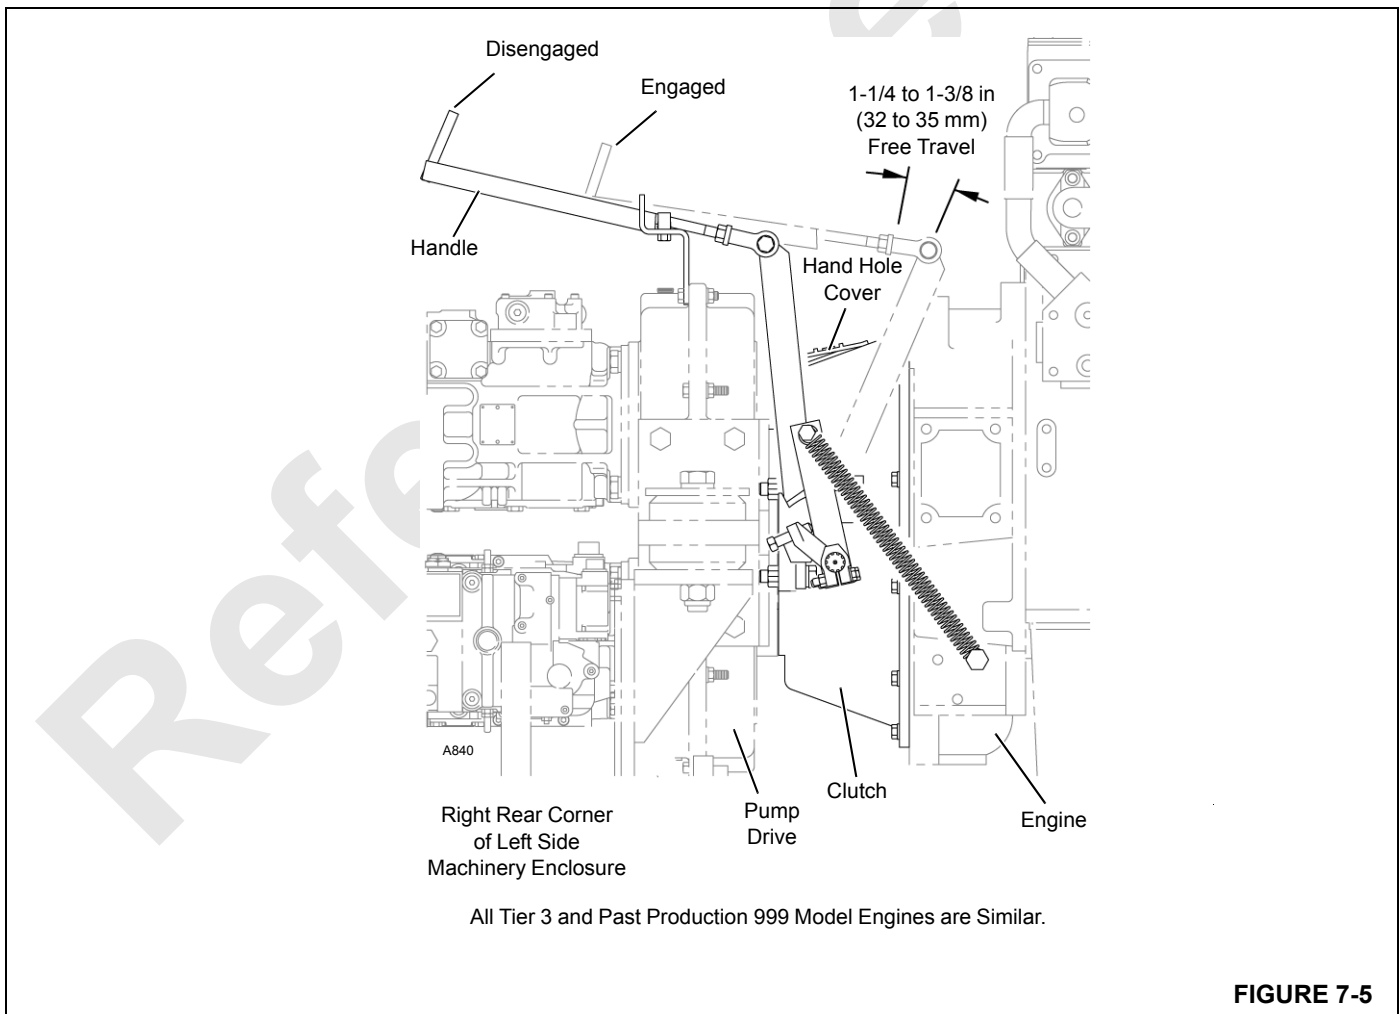 Disengaged
Engaged
1-1/4 to 1-3/8 in
(32 to 35 mm)
Free Travel
Handle
Hand Hole
Cover
A840
Clutch
Pump
Drive
Engine
Right Rear Corner
of Left Side
Machinery Enclosure
All Tier 3 and Past Production 999 Model Engines are Similar.
FIGURE 7-5
Refe